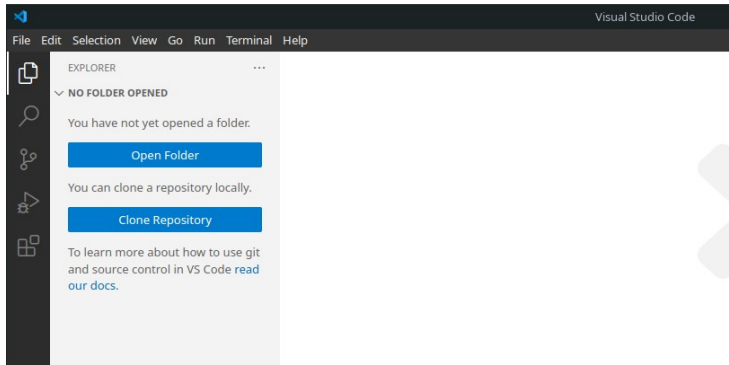 Visual Studio Code
File Edit Selection View Go Run Terminal Help
EXPLORER
NO FOLDER OPENED
You have not yet opened a folder.
Open Folder
You can clone a repository locally.
Clone Repository
To learn more about how to use git
and source control in VS Code read
our docs.